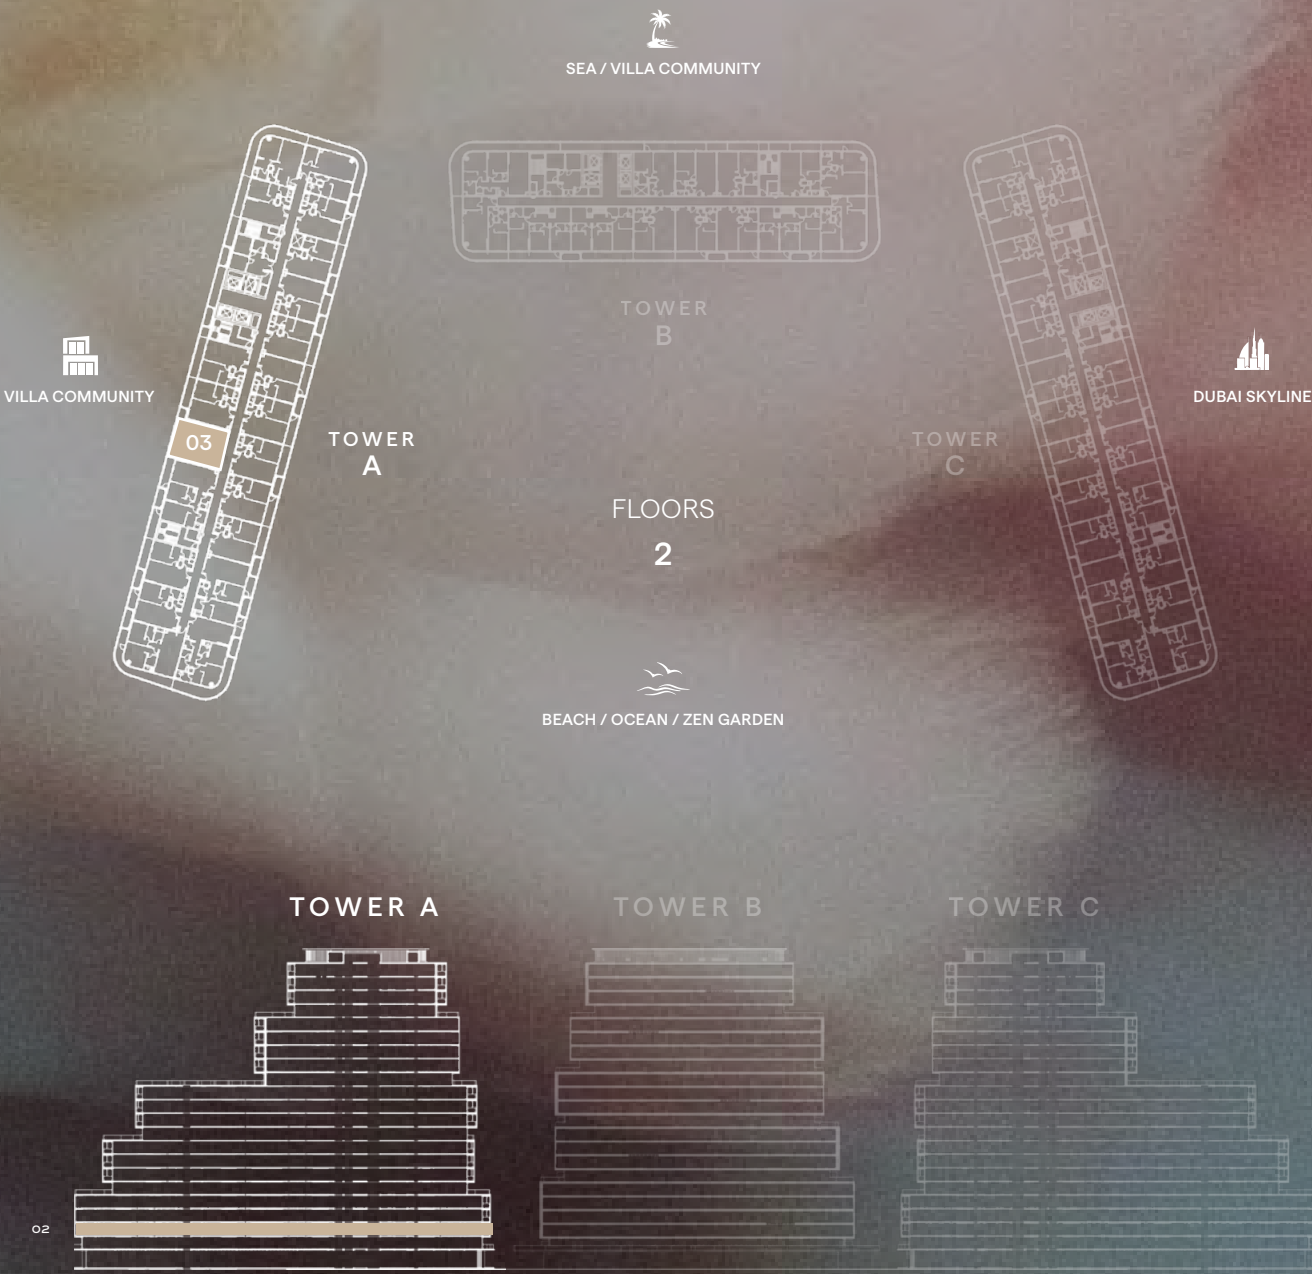 SEA / VILLA COMMUNITY
TOWER
B
VILLA COMMUNITY
DUBAI SKYLINE
03
TOWER
A
TOWER
C
FLOORS
2
BEACH / OCEAN / ZEN GARDEN
TOWER A
TOWER B
TOWER C
02